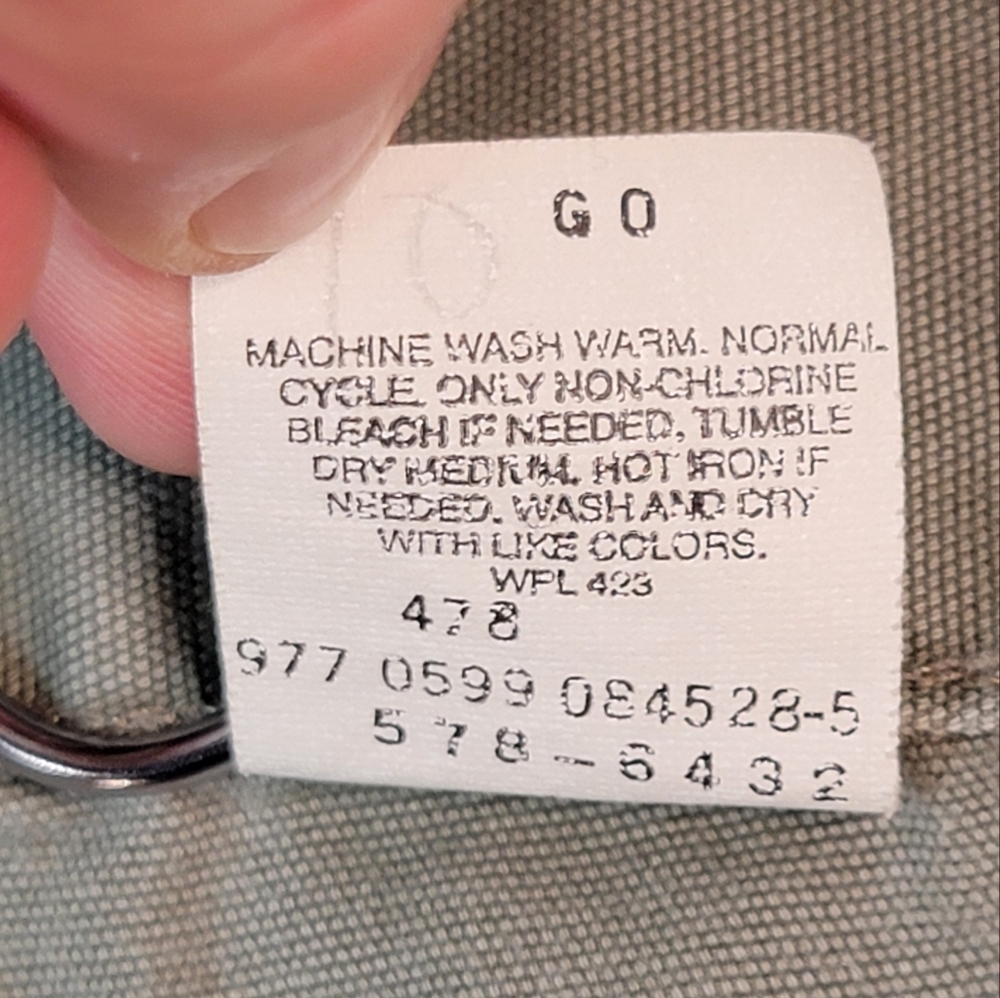 G O
10
MACHINE WASH WARM. NORMAL
CYCLE. ONLY NON-CHLORINE
BLEACH IF NEEDED. TUMBLE
DRY MEDIUM. HOT IRON IF
NEEDED. WASH AND DRY
WITH LIKE COLORS.
WPL 423
478
977 0599 084528-5
578-6432